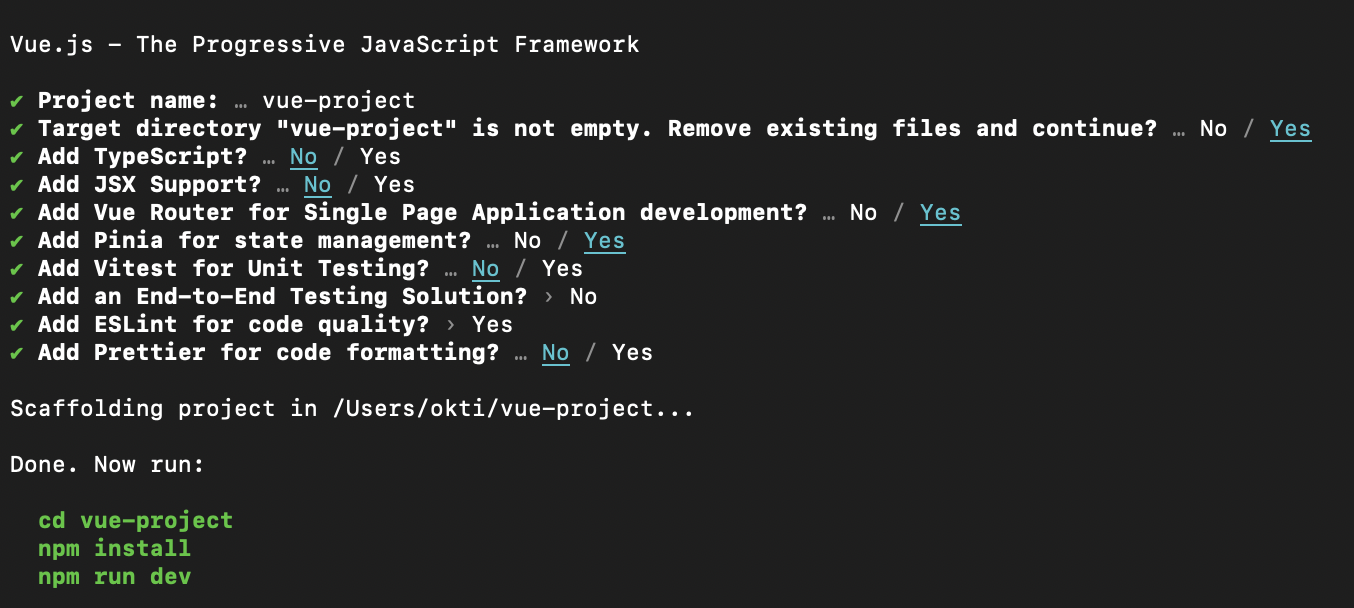 Vue.js – The Progressive JavaScript Framework
✔ Project name: … vue-project
✔ Target directory "vue-project" is not empty. Remove existing files and continue? … No / Yes
✔ Add TypeScript? … No / Yes
✔ Add JSX Support? … No / Yes
✔ Add Vue Router for Single Page Application development? … No / Yes
✔ Add Pinia for state management? … No / Yes
✔ Add Vitest for Unit Testing? … No / Yes
✔ Add an End-to-End Testing Solution? › No
✔ Add ESLint for code quality? › Yes
✔ Add Prettier for code formatting? … No / Yes
Scaffolding project in /Users/okti/vue-project...
Done. Now run:
cd vue-project
npm install
npm run dev